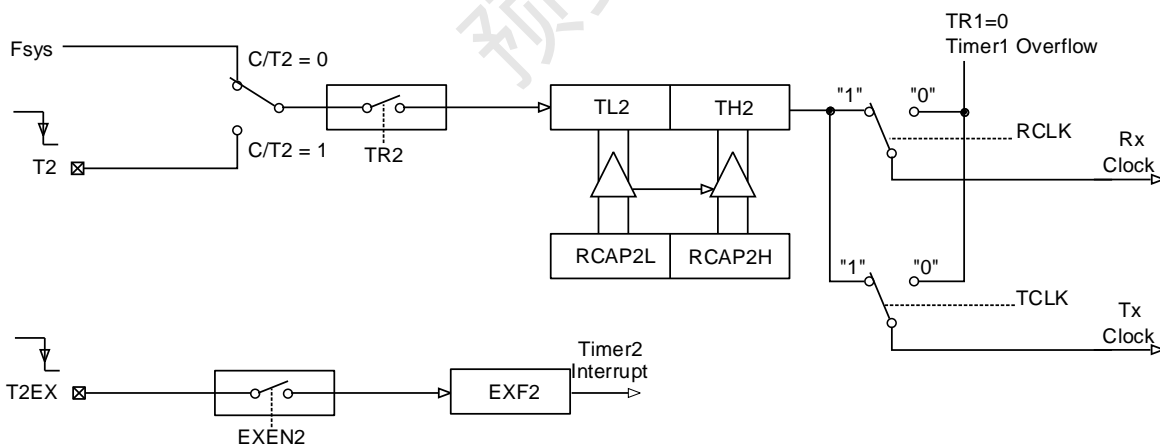 预
TR1=0
Timer1 Overflow
Fsys
C/T2 = 0
TL2
TH2
"1"
"0"
RCLK
Rx
Clock
T2
C/T2 = 1
TR2
RCAP2L
RCAP2H
"1"
"0"
TCLK
Tx
Clock
Timer2
Interrupt
T2EX
EXF2
EXEN2